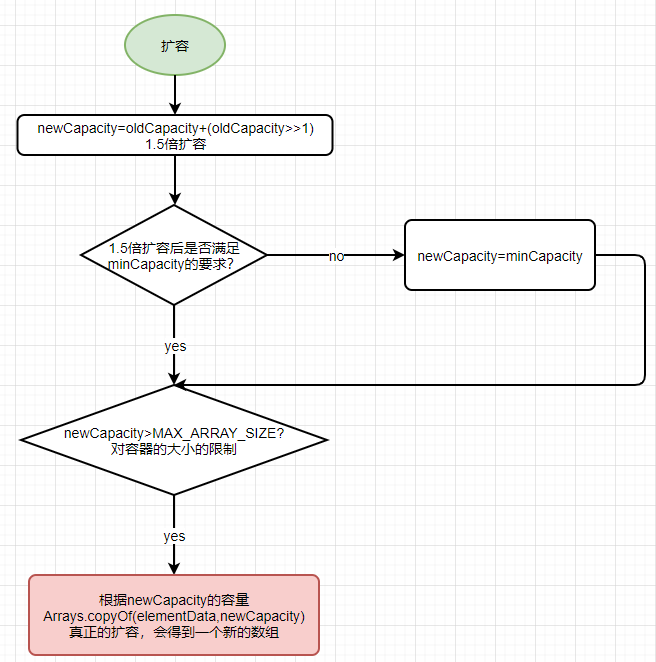 扩容
newCapacity=oldCapacity+(oldCapacity>>1)
1.5倍扩容
1.5倍扩容后是否满足
minCapacity的要求?
no
newCapacity=minCapacity
yes
newCapacity>MAX_ARRAY_SIZE?
对容器的大小的限制
yes
根据newCapacity的容量
Arrays.copyOf(elementData,newCapacity)
真正的扩容，会得到一个新的数组